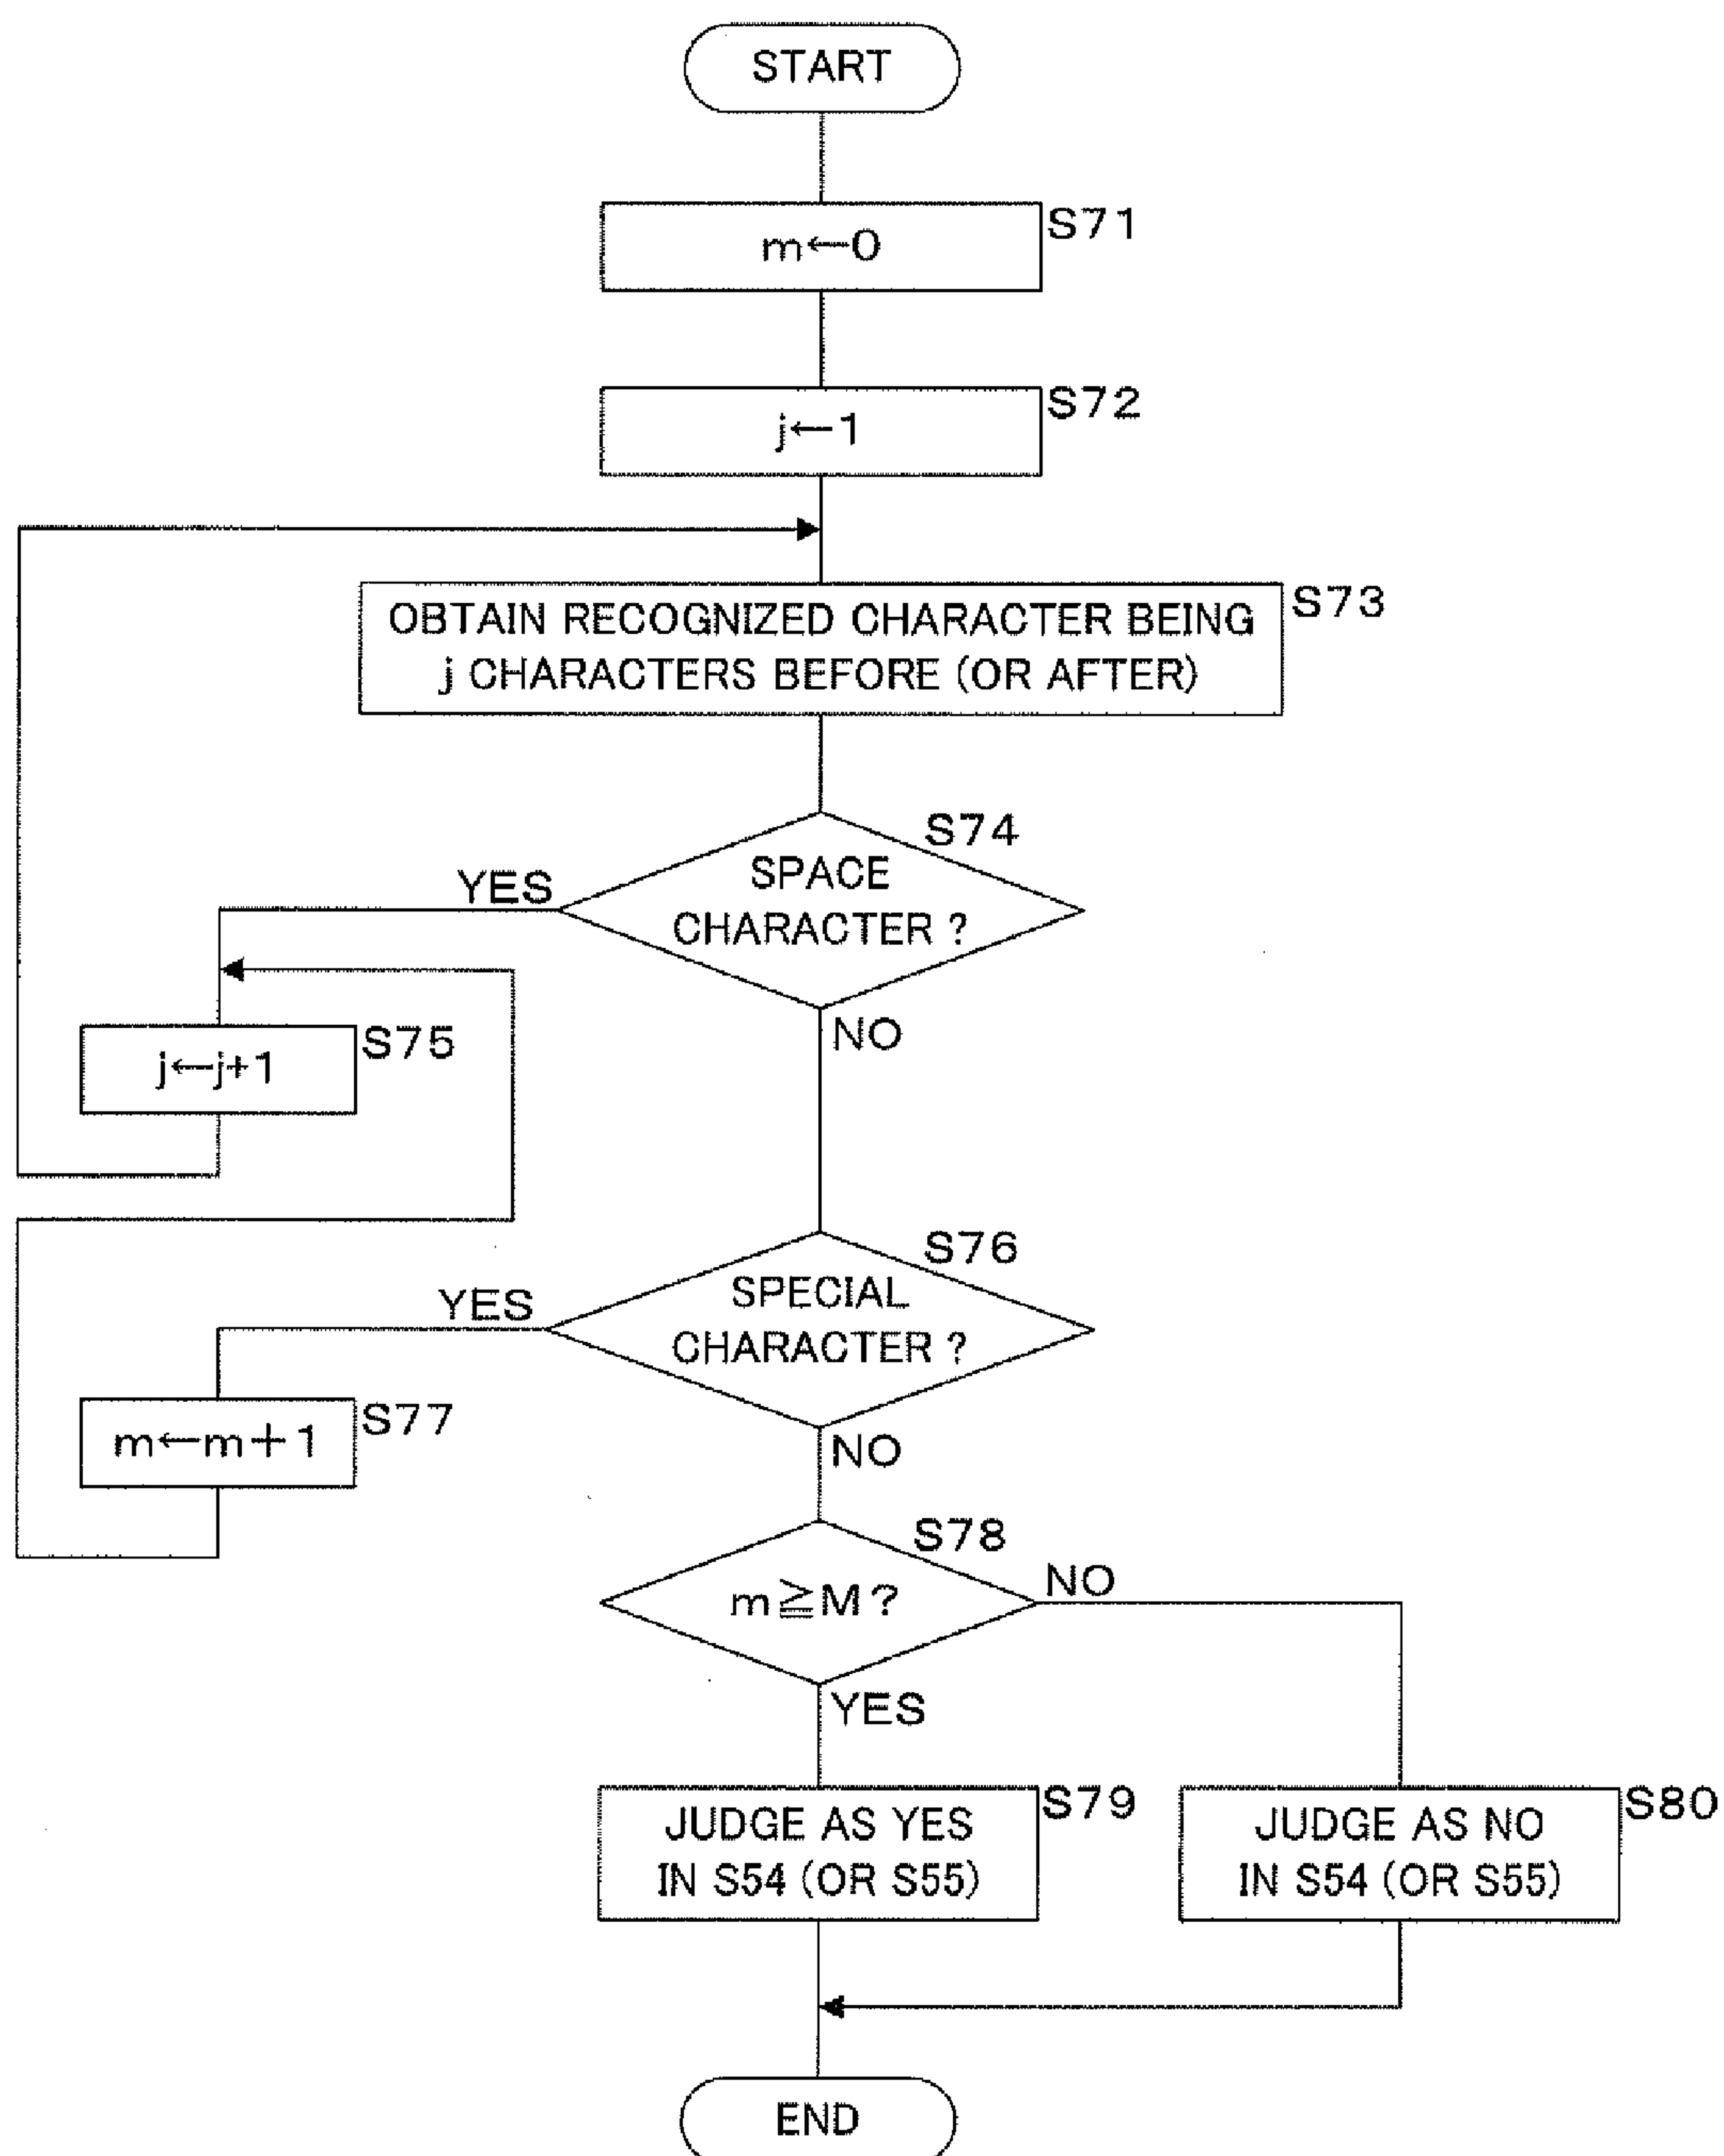 START
S71
m←0
S72
j←1
S73
OBTAIN RECOGNIZED CHARACTER BEING
j CHARACTERS BEFORE (OR AFTER)
S74
SPACE
CHARACTER ?
YES
NO
S75
j←j+1
S76
SPECIAL
CHARACTER ?
YES
NO
S77
m←m+1
S78
m≧M ?
NO
YES
S79
JUDGE AS YES
IN S54 (OR S55)
S80
JUDGE AS NO
IN S54 (OR S55)
END